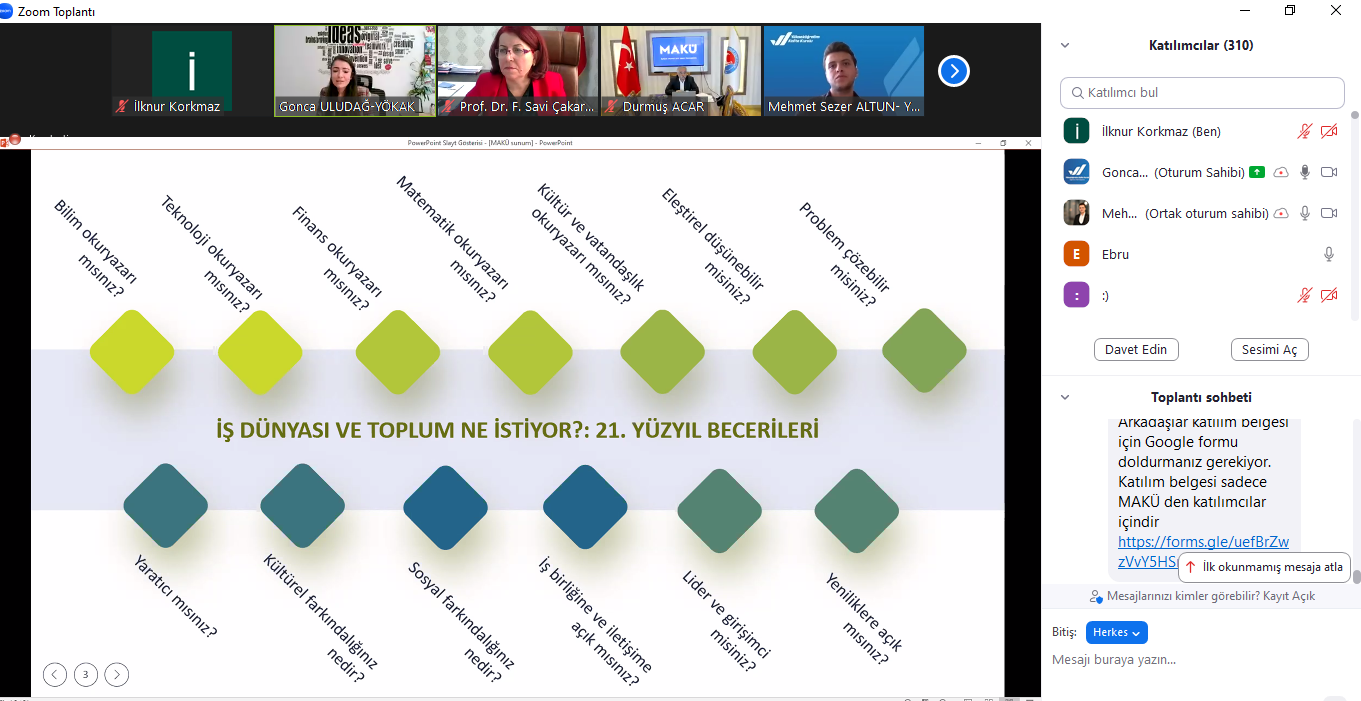 Zoom Toplantı
İlknur Korkmaz
Gonca ULUDAĞ-YÖKAK
Prof. Dr. F. Savi Çakar...
MAKÜ
Durmuş ACAR
Mehmet Sezer ALTUN- Y...
PowerPoint Slayt Gösterisi - [MAKÜ sunum] - PowerPoint
Bilim okuryazarı
mısınız?
Teknoloji okuryazarı
mısınız?
Finans okuryazarı
mısınız?
Matematik okuryazarı
mısınız?
Kültür ve vatandaşlık
okuryazarı mısınız?
Eleştirel düşünebilir
misiniz?
Problem çözebilir
misiniz?
İŞ DÜNYASI VE TOPLUM NE İSTİYOR?: 21. YÜZYIL BECERİLERİ
Yaratıcı mısınız?
Kültürel farkındalığınız
nedir?
Sosyal farkındalığınız
nedir?
İş birliğine ve iletişime
açık mısınız?
Lider ve girişimci
misiniz?
Yeniliklere açık
mısınız?
3
Katılımcılar (310)
Katılımcı bul
İ
İlknur Korkmaz (Ben)
Gonca... (Oturum Sahibi)
Meh... (Ortak oturum sahibi)
E
Ebru
:
:)
Davet Edin
Sesimi Aç
Toplantı sohbeti
Arkadaşlar katılım belgesi
için Google formu
doldurmanız gerekiyor.
Katılım belgesi sadece
MAKÜ den katılımcılar
içindir
https://forms.gle/uefBrZw
zVvY5HS
İlk okunmamış mesaja atla
Mesajlarınızı kimler görebilir? Kayıt Açık
Bitiş:
Herkes
Mesajı buraya yazın...